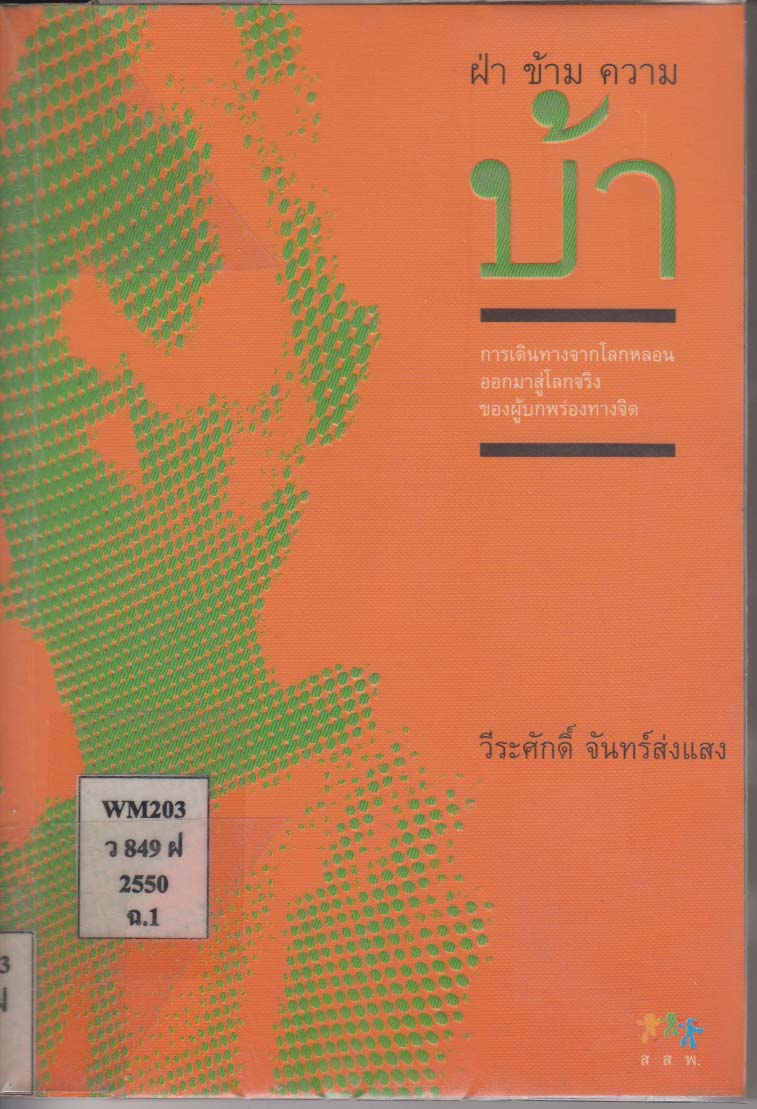 ฝ่า ข้าม ความ
บ้า
การเดินทางจากโลกหลอน
ออกมาสู่โลกจริง
ของผู้บกพร่องทางจิต
วีระศักดิ์ จันทร์ส่งแสง
WM203
ว 849 ฝ
2550
ฉ.1
3
ส ส พ.